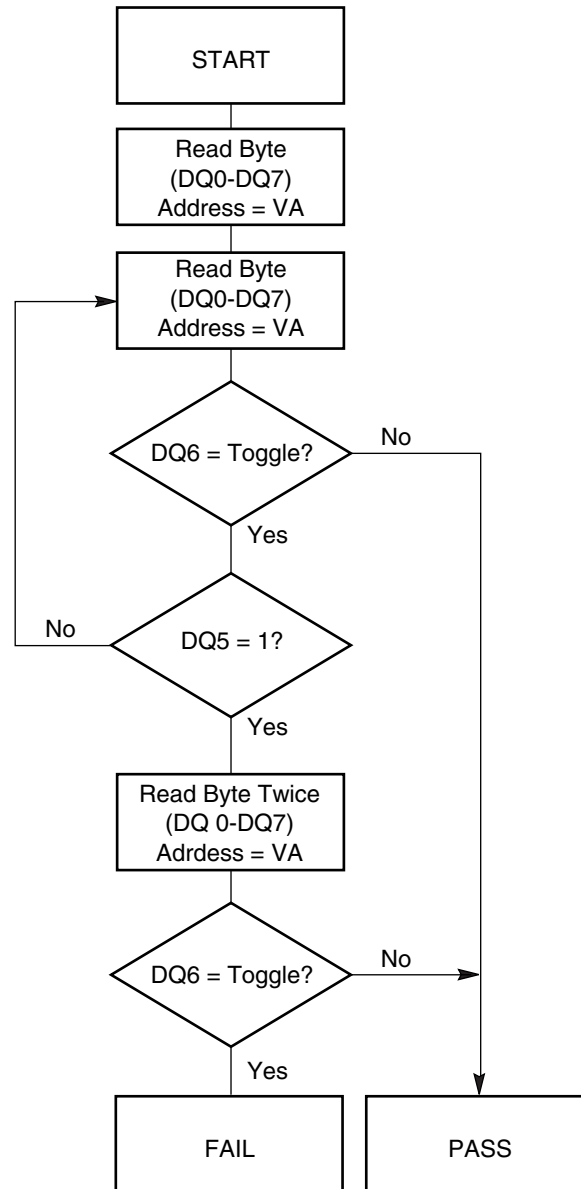 START
Read Byte
(DQ0-DQ7)
Address = VA
Read Byte
(DQ0-DQ7)
Address = VA
DQ6 = Toggle?
No
Yes
No
DQ5 = 1?
Yes
Read Byte Twice
(DQ 0-DQ7)
Adrdess = VA
DQ6 = Toggle?
No
Yes
FAIL
PASS